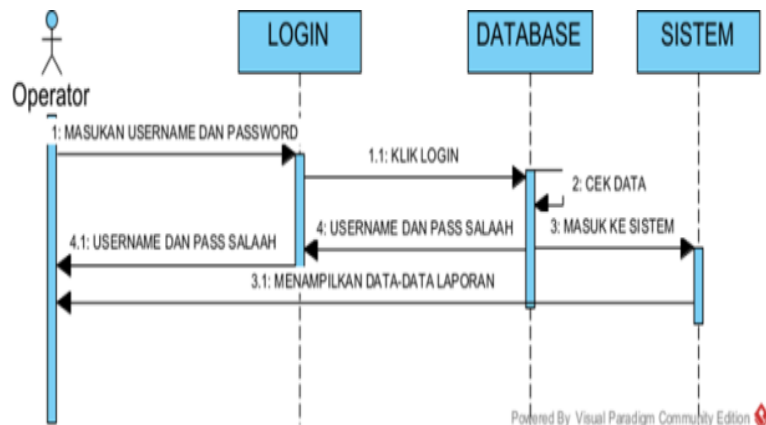 LOGIN
DATABASE
SISTEM
Operator
1: MASUKAN USERNAME DAN PASSWORD
1.1: KLIK LOGIN
2: CEK DATA
4: USERNAME DAN PASS SALAAH
3: MASUK KE SISTEM
4.1: USERNAME DAN PASS SALAAH
3.1: MENAMPILKAN DATA-DATA LAPORAN
Powered By Visual Paradigm Community Edition